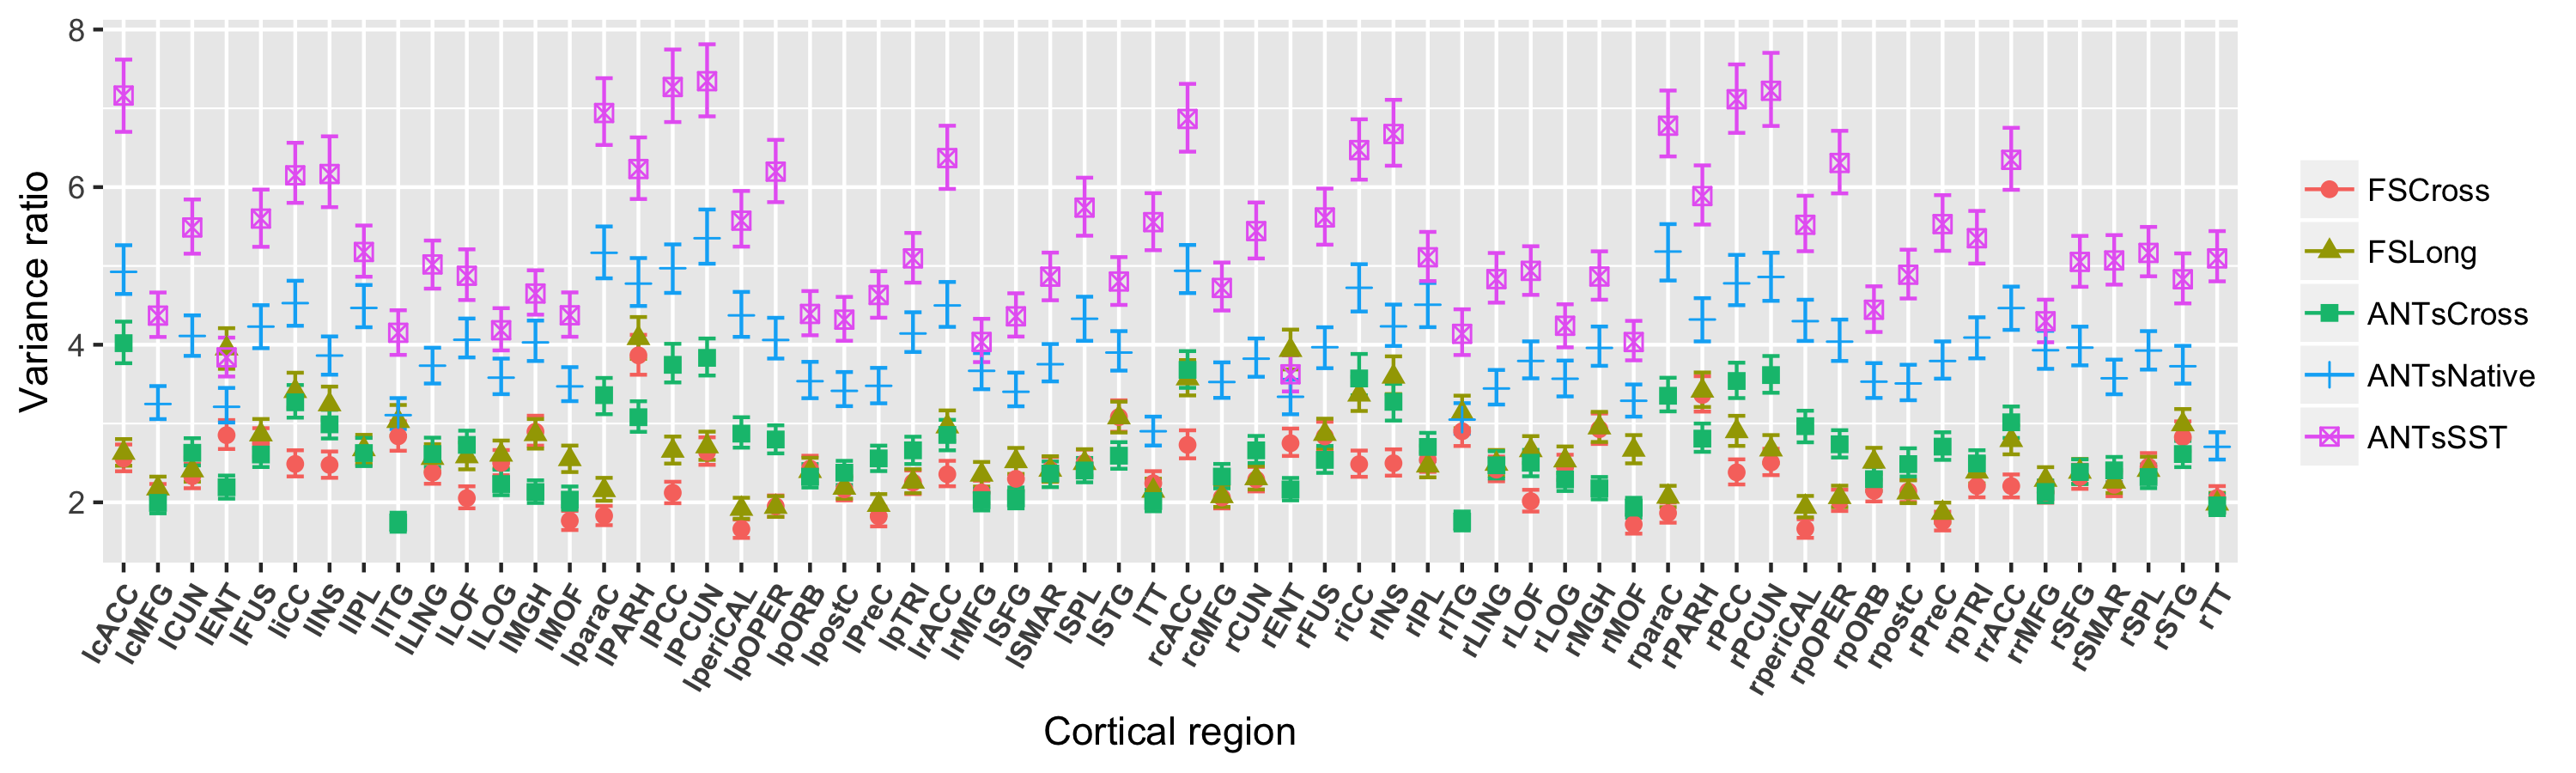 8
6
4
2
Variance ratio
lcACC
lcMFG
lCUN
lENT
lFUS
liCC
lINS
lIPL
lITG
lLING
lLOF
lLOG
lMGH
lMOF
lparaC
lPARH
lPCC
lPCUN
lperiCAL
lpOPER
lpORB
lpostC
lPreC
lpTRI
lrACC
lrMFG
lSFG
lSMAR
lSPL
lSTG
lTT
rcACC
rcMFG
rCUN
rENT
rFUS
riCC
rINS
rIPL
rITG
rLING
rLOF
rLOG
rMGH
rMOF
rparaC
rPARH
rPCC
rPCUN
rperiCAL
rpOPER
rpORB
rpostC
rPreC
rpTRI
rrACC
rrMFG
rSFG
rSMAR
rSPL
rSTG
rTT
Cortical region
FSCross
FSLong
ANTsCross
ANTsNative
ANTsSST